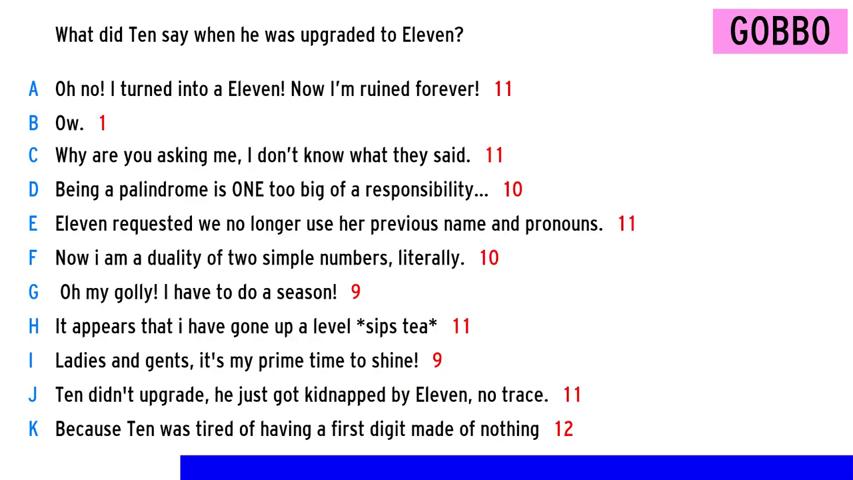 What did Ten say when he was upgraded to Eleven?
GOBBO
A Oh no! I turned into a Eleven! Now I'm ruined forever! 11
B Ow. 1
C Why are you asking me, I don't know what they said. 11
D Being a palindrome is ONE too big of a responsibility... 10
E Eleven requested we no longer use her previous name and pronouns. 11
F Now i am a duality of two simple numbers, literally. 10
G Oh my golly! I have to do a season! 9
H It appears that i have gone up a level *sips tea* 11
I Ladies and gents, it's my prime time to shine! 9
J Ten didn't upgrade, he just got kidnapped by Eleven, no trace. 11
K Because Ten was tired of having a first digit made of nothing 12